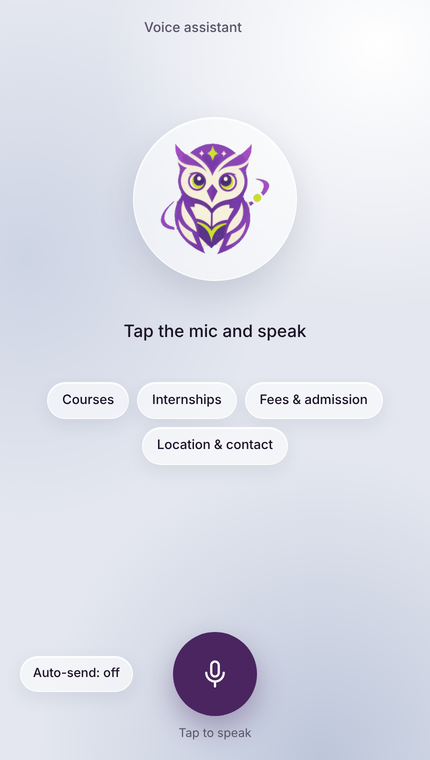 Voice assistant
Tap the mic and speak
Courses Internships Fees & admission
Location & contact
Auto-send: off
Tap to speak